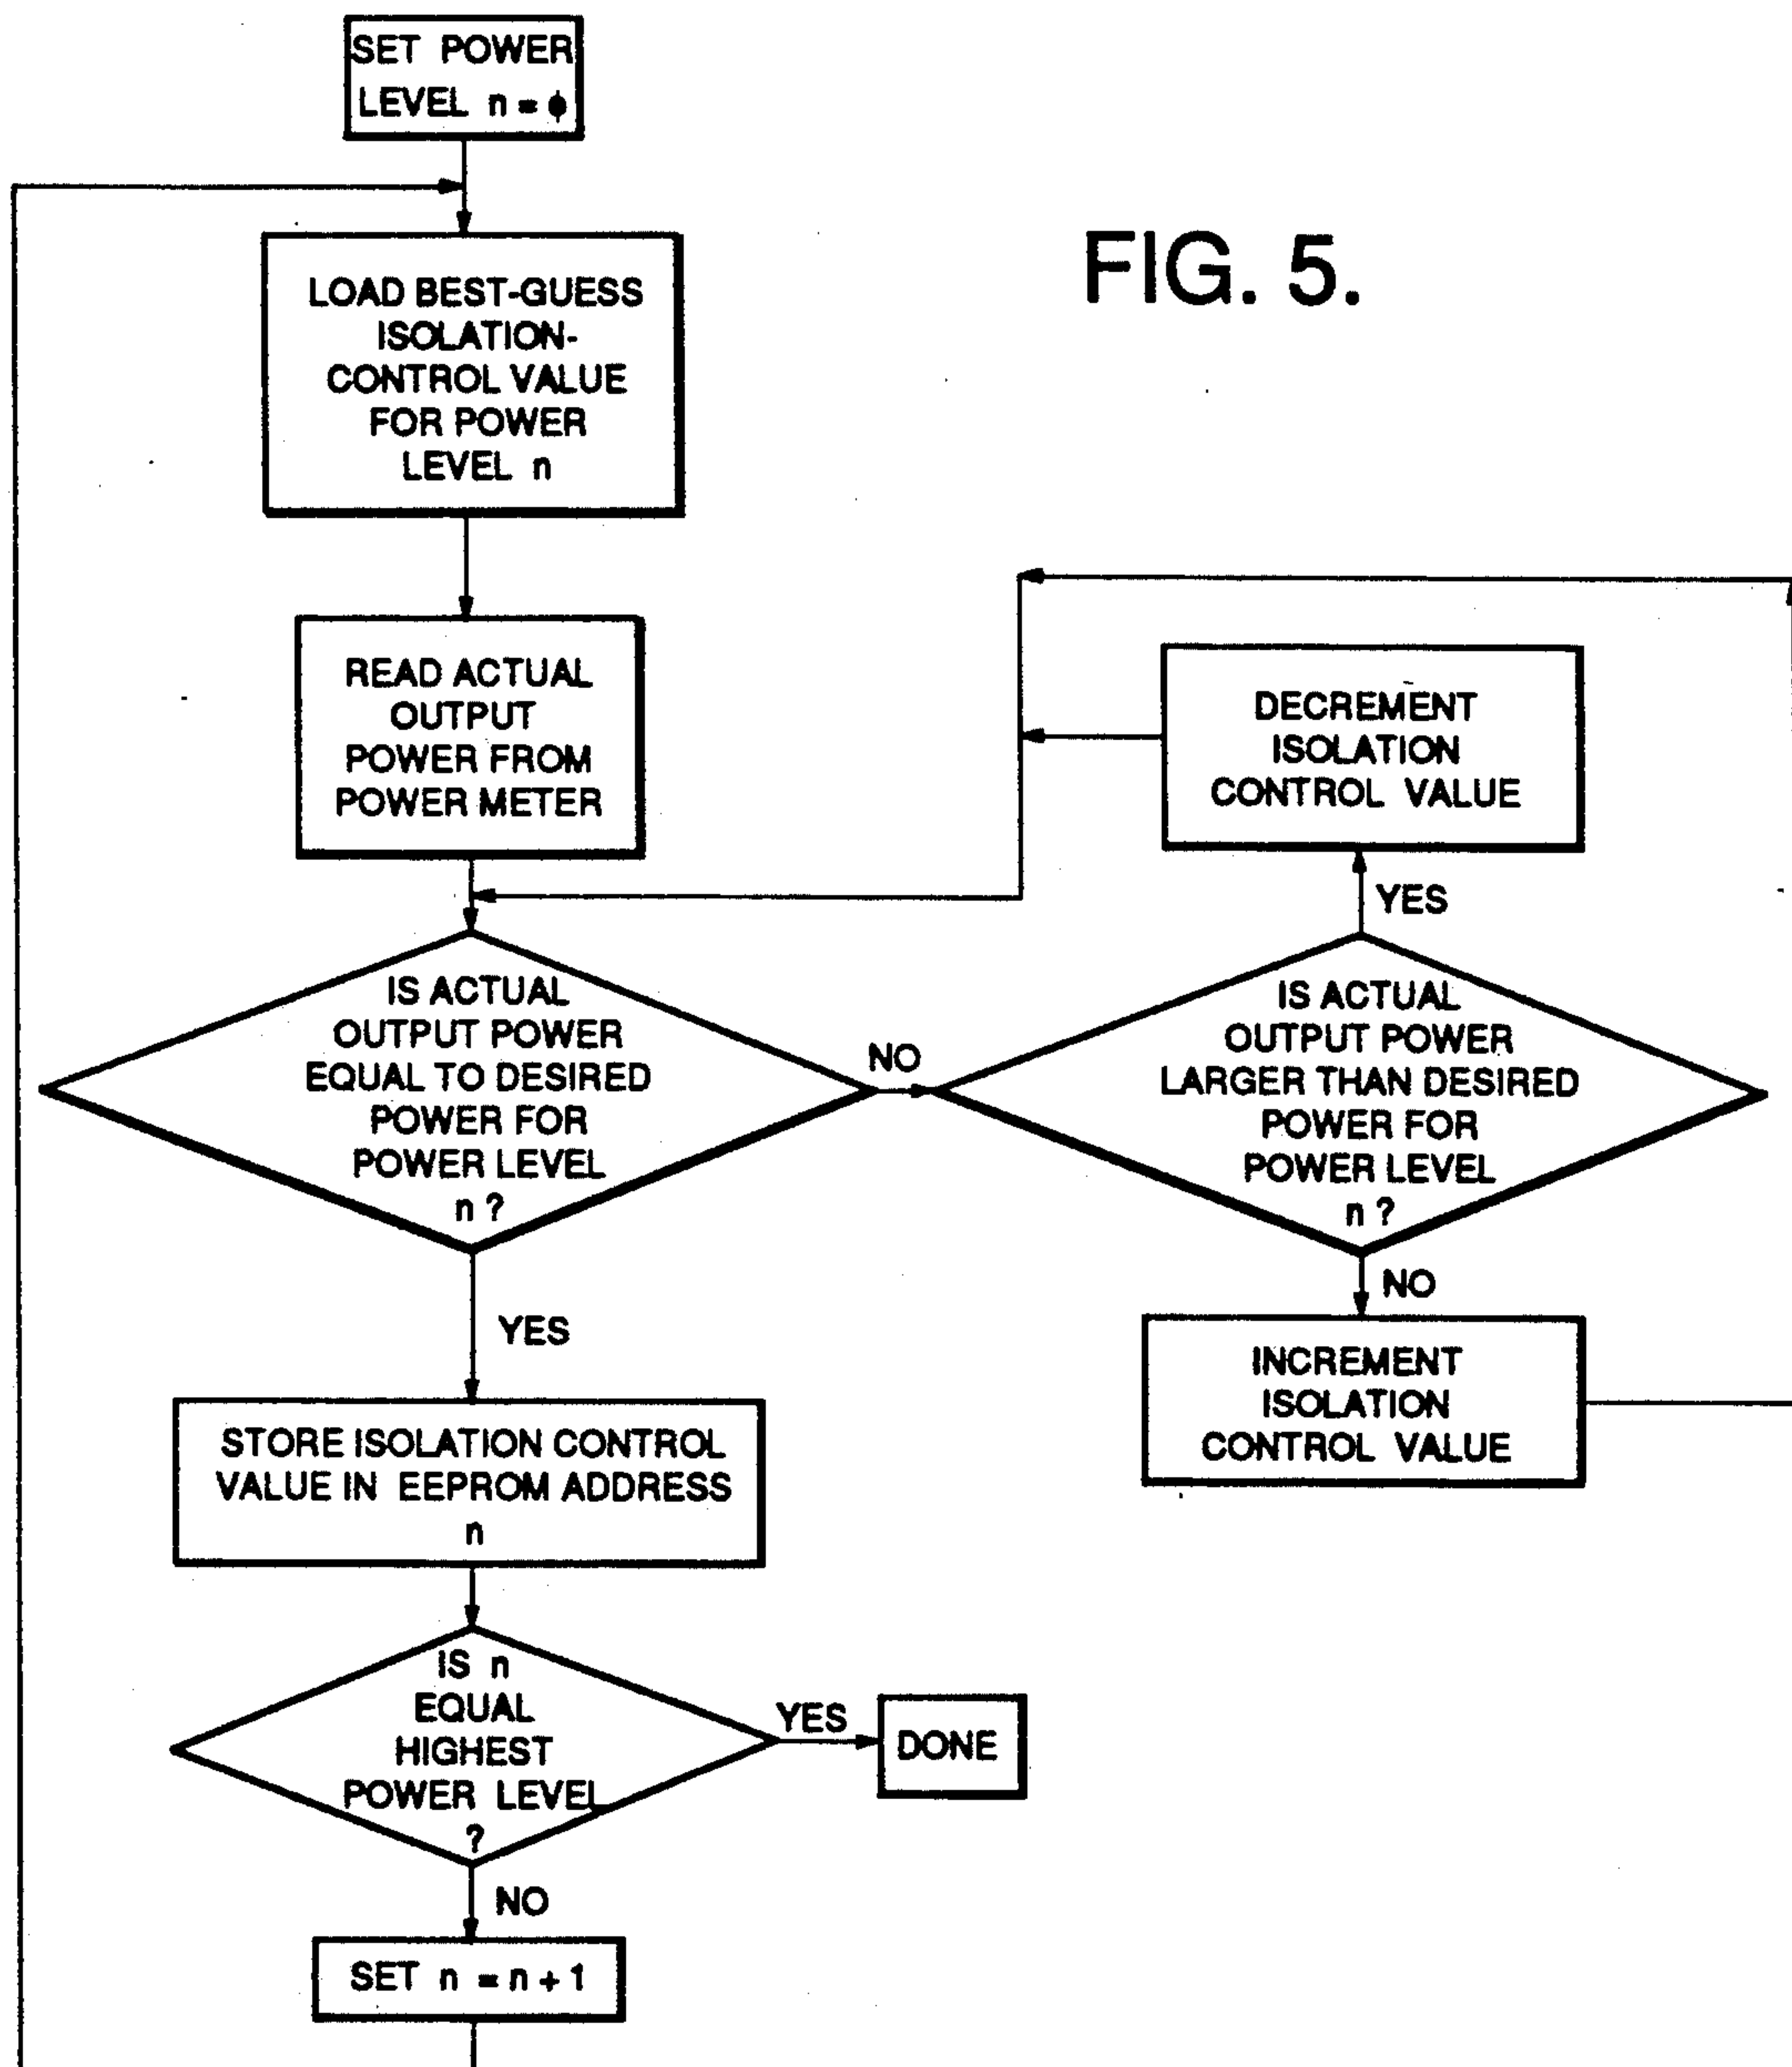 SET POWER
LEVEL n = ϕ
FIG. 5.
LOAD BEST-GUESS
ISOLATION-
CONTROL VALUE
FOR POWER
LEVEL n
READ ACTUAL
OUTPUT
POWER FROM
POWER METER
DECREMENT
ISOLATION
CONTROL VALUE
YES
IS ACTUAL
OUTPUT POWER
EQUAL TO DESIRED
POWER FOR
POWER LEVEL
n ?
NO
IS ACTUAL
OUTPUT POWER
LARGER THAN DESIRED
POWER FOR
POWER LEVEL
n ?
NO
YES
INCREMENT
ISOLATION
CONTROL VALUE
STORE ISOLATION CONTROL
VALUE IN EEPROM ADDRESS
n
IS n
EQUAL
HIGHEST
POWER LEVEL
?
YES
DONE
NO
SET n = n + 1